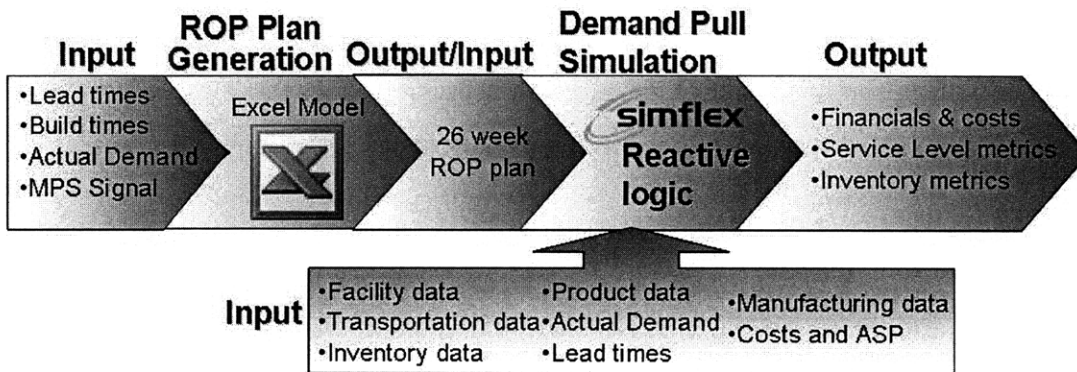 Input
•Lead times
•Build times
•Actual Demand
•MPS Signal
ROP Plan
Generation
Excel Model
X
Output/Input
26 week
ROP plan
Demand Pull
Simulation
simflex
Reactive
logic
Output
•Financials & costs
•Service Level metrics
•Inventory metrics
Input
•Facility data
•Transportation data
•Inventory data
•Product data
•Actual Demand
•Lead times
•Manufacturing data
•Costs and ASP